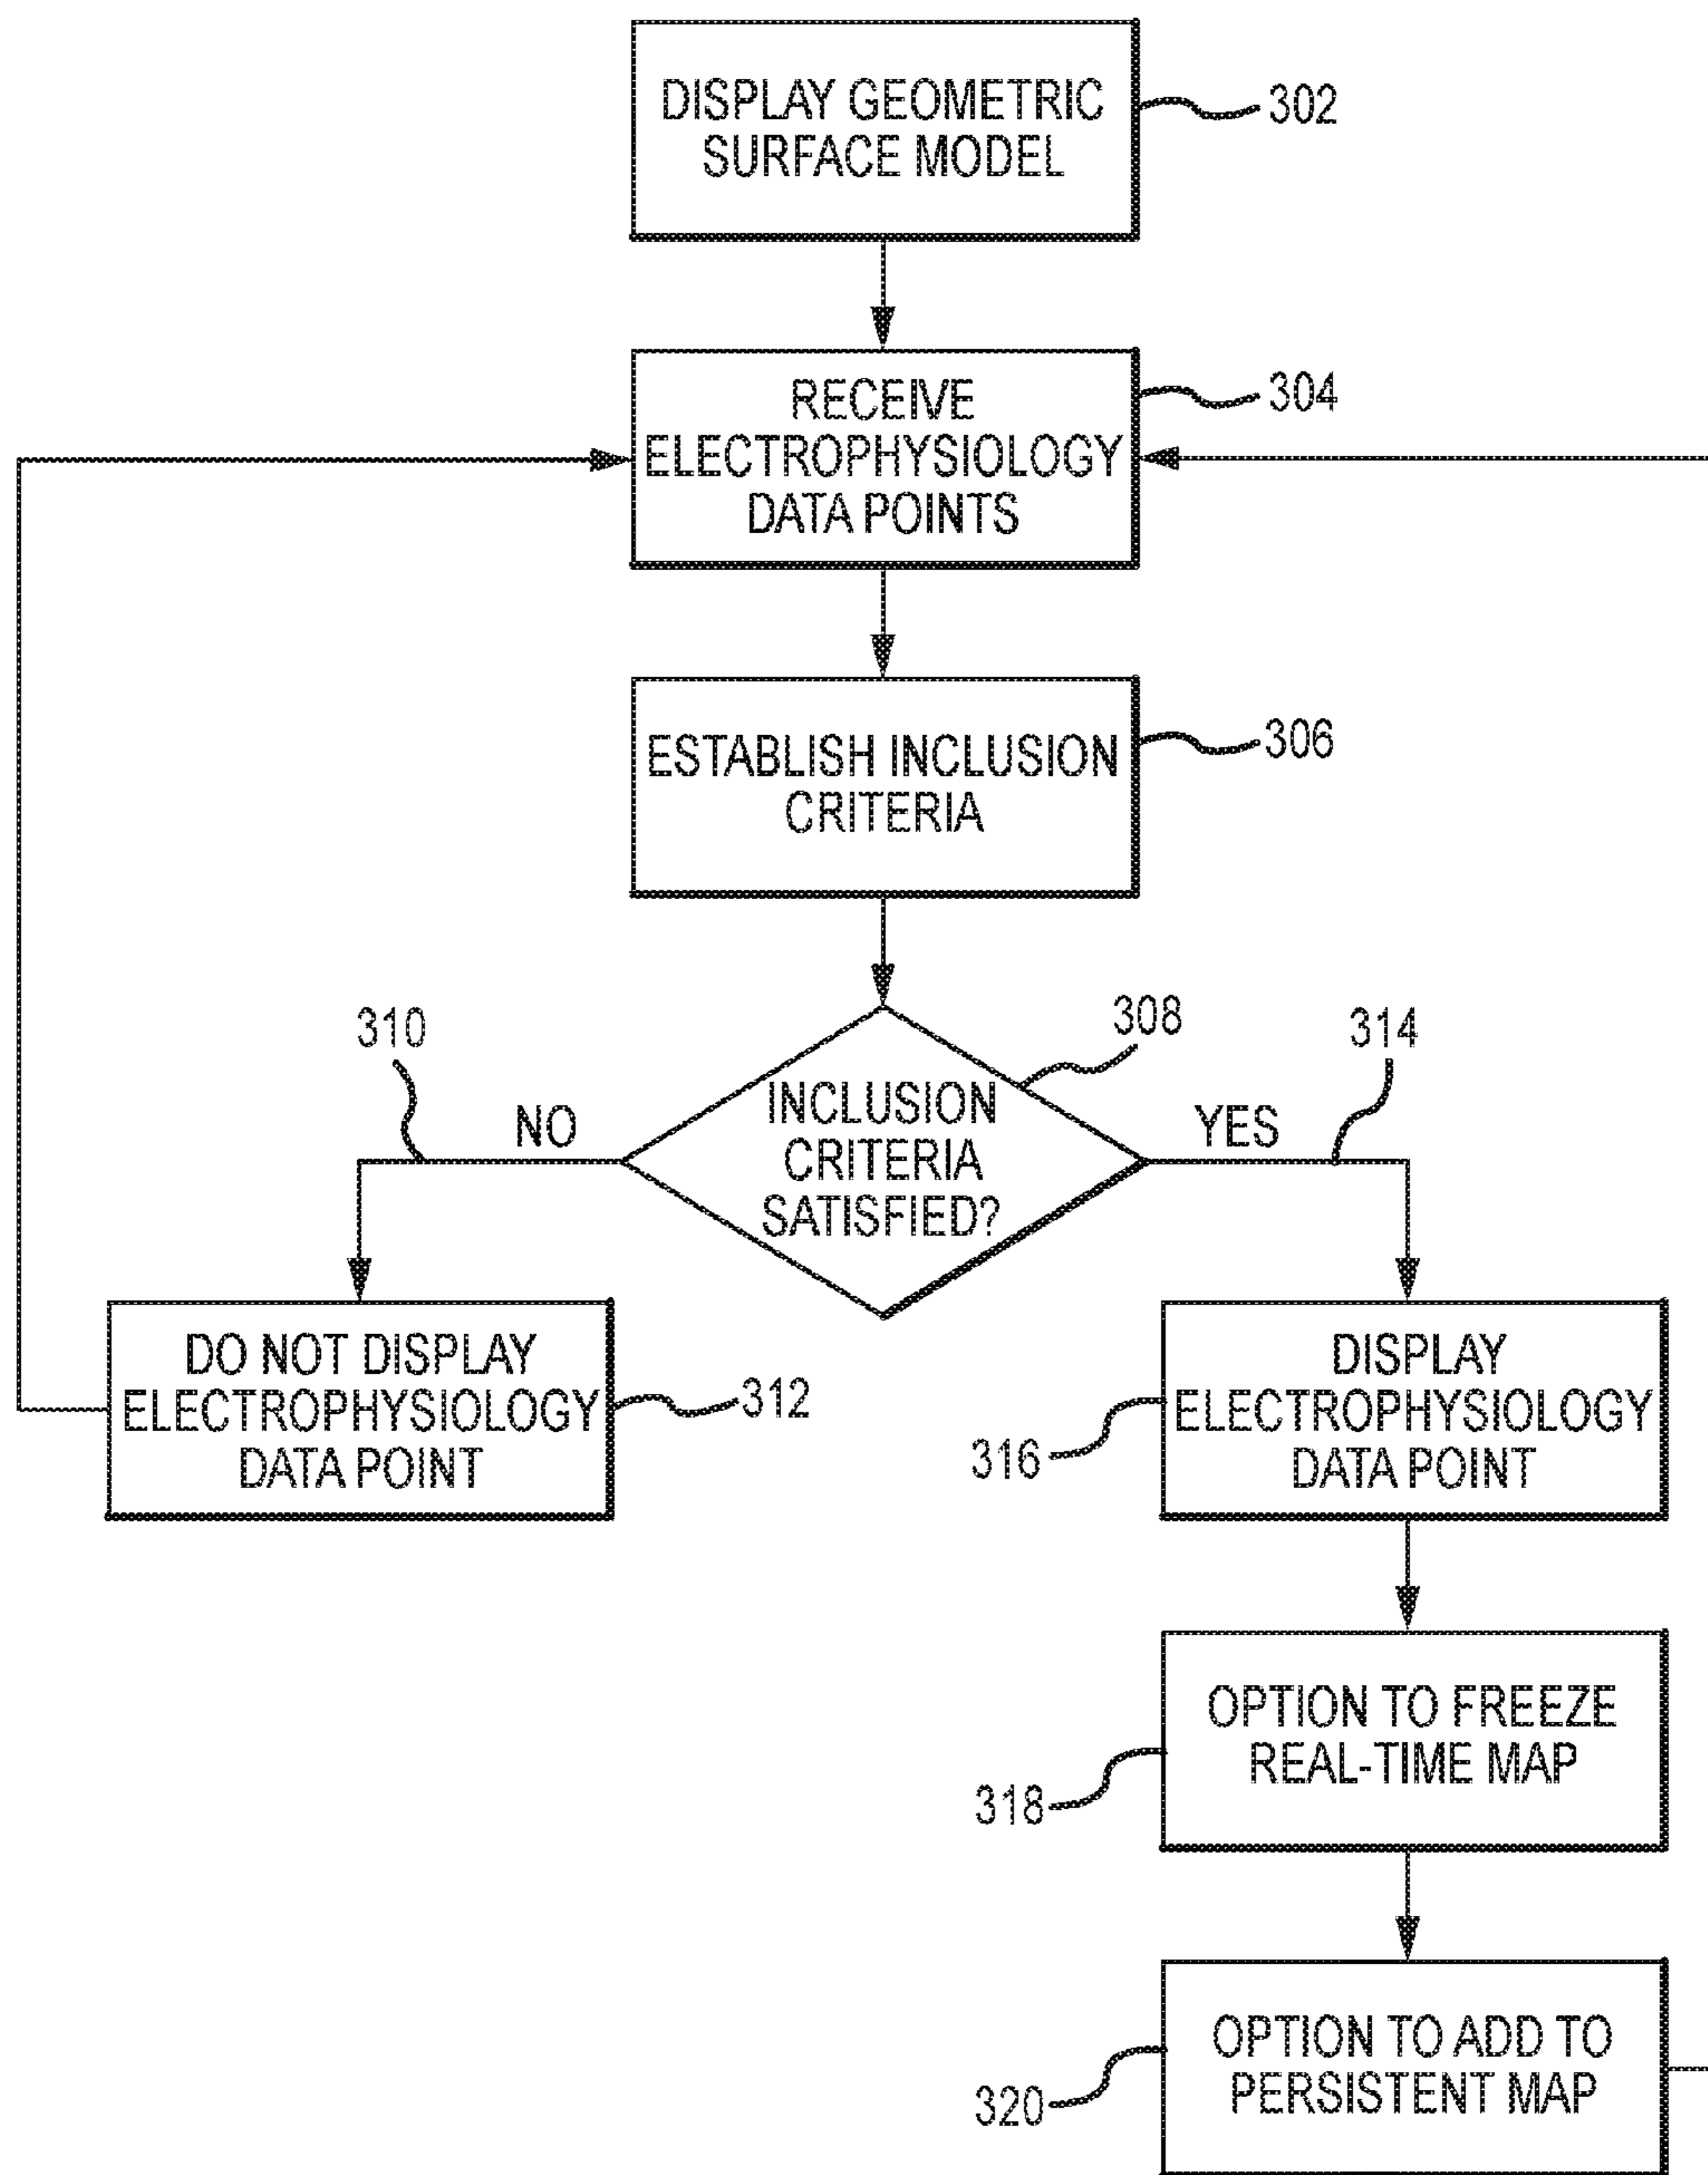 DISPLAY GEOMETRIC
SURFACE MODEL
302
RECEIVE
ELECTROPHYSIOLOGY
DATA POINTS
304
ESTABLISH INCLUSION
CRITERIA
306
308
INCLUSION
CRITERIA
SATISFIED?
310
NO
314
YES
DO NOT DISPLAY
ELECTROPHYSIOLOGY
DATA POINT
312
DISPLAY
ELECTROPHYSIOLOGY
DATA POINT
316
OPTION TO FREEZE
REAL-TIME MAP
318
OPTION TO ADD TO
PERSISTENT MAP
320